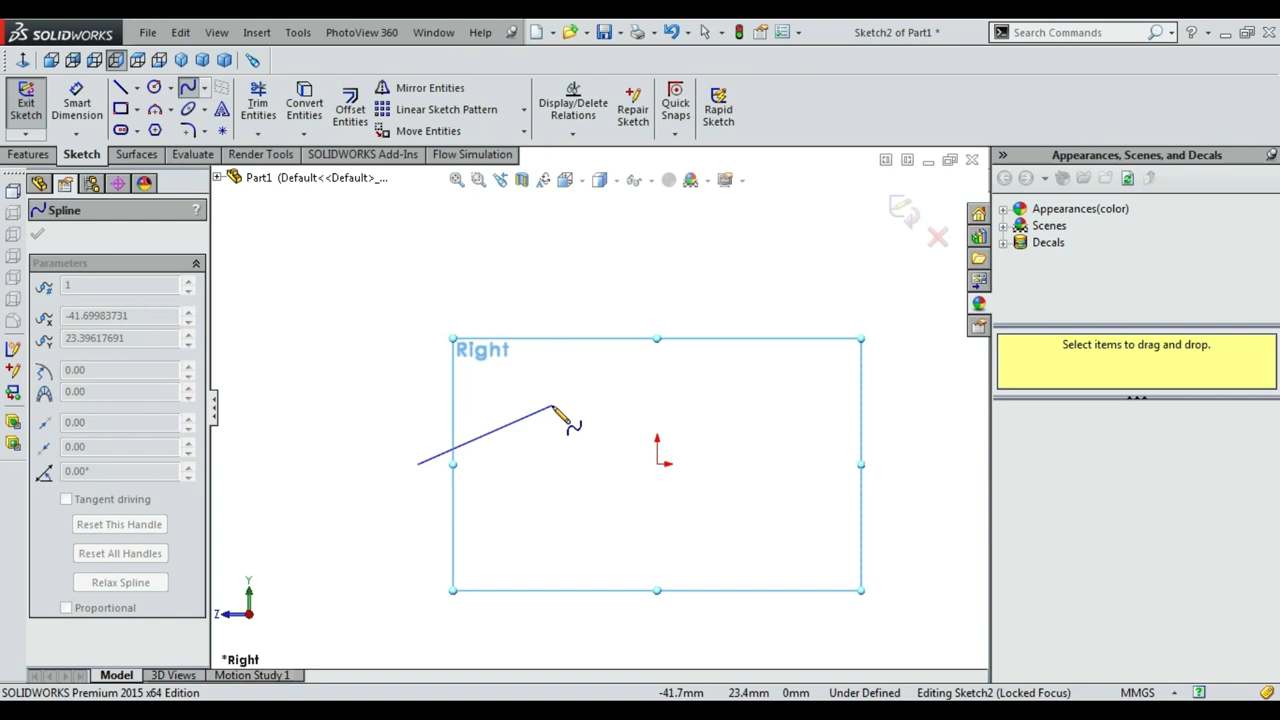 SOLIDWORKS File Edit View Insert Tools PhotoView 360 Window Help Sketch2 of Part1 * Search Commands
Exit Sketch
Smart Dimension
Trim Entities
Convert Entities
Offset Entities
Mirror Entities
Linear Sketch Pattern
Move Entities
Display/Delete Relations
Repair Sketch
Quick Snaps
Rapid Sketch
Features Sketch Surfaces Evaluate Render Tools SOLIDWORKS Add-Ins Flow Simulation
Appearances, Scenes, and Decals
Part1 (Default<<Default>_...
Spline ?
Parameters
1
-41.69983731
23.39617691
0.00
0.00
0.00
0.00
0.00°
Tangent driving
Reset This Handle
Reset All Handles
Relax Spline
Proportional
Right
Y
Z
*Right
Appearances(color)
Scenes
Decals
Select items to drag and drop.
Model 3D Views Motion Study 1
SOLIDWORKS Premium 2015 x64 Edition -41.7mm 23.4mm 0mm Under Defined Editing Sketch2 (Locked Focus) MMGS